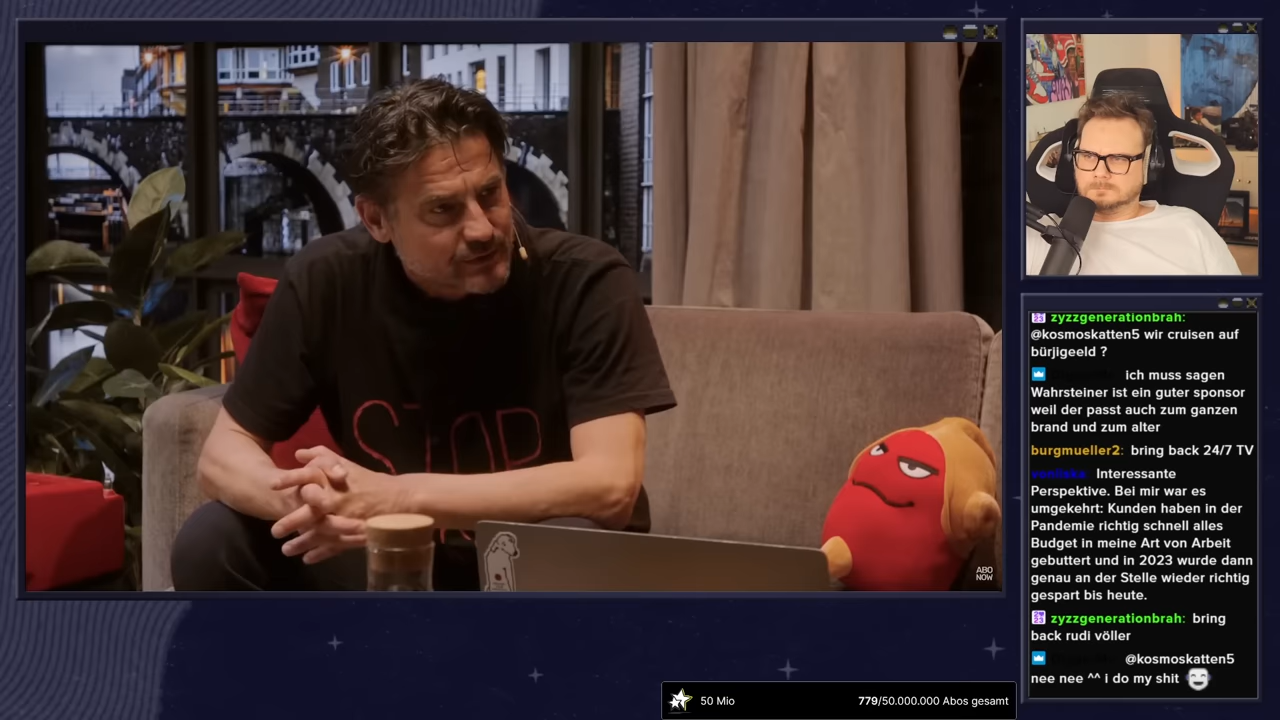 STOP
ABO
NOW
zyzzgenerationbrah:
@kosmoskatten5 wir cruisen auf
bürjigeeld ?
ich muss sagen
Wahrsteiner ist ein guter sponsor
weil der passt auch zum ganzen
brand und zum alter
burgmueller2: bring back 24/7 TV
Interessante
Perspektive. Bei mir war es
umgekehrt: Kunden haben in der
Pandemie richtig schnell alles
Budget in meine Art von Arbeit
gebuttert und in 2023 wurde dann
genau an der Stelle wieder richtig
gespart bis heute.
zyzzgenerationbrah: bring
back rudi völler
@kosmoskatten5
nee nee ^^ i do my shit
50 Mio 779/50.000.000 Abos gesamt